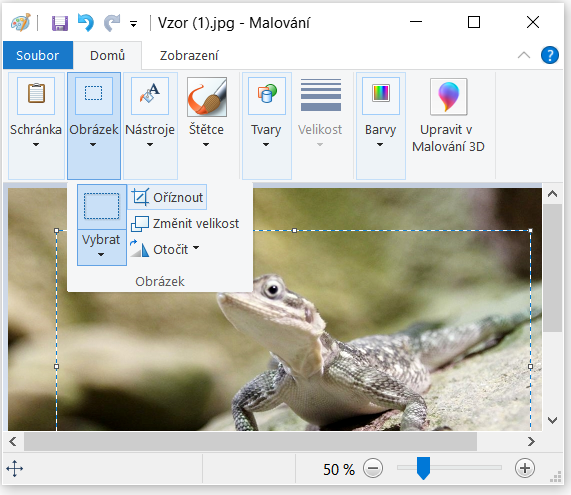 Vzor (1).jpg - Malování
Soubor Domů Zobrazení
Schránka Obrázek Nástroje Štětce Tvary Velikost Barvy Upravit v
Malování 3D
Vybrat
Oříznout
Změnit velikost
Otočit
Obrázek
50 %